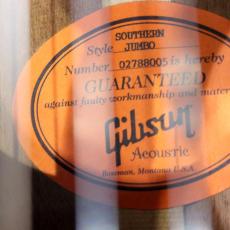 SOUTHERN
Style JUMBO
Number 02788005 is hereby
GUARANTEED
against faulty workmanship and mater
Gibson
Acoustic
Bozeman, Montana U.S.A